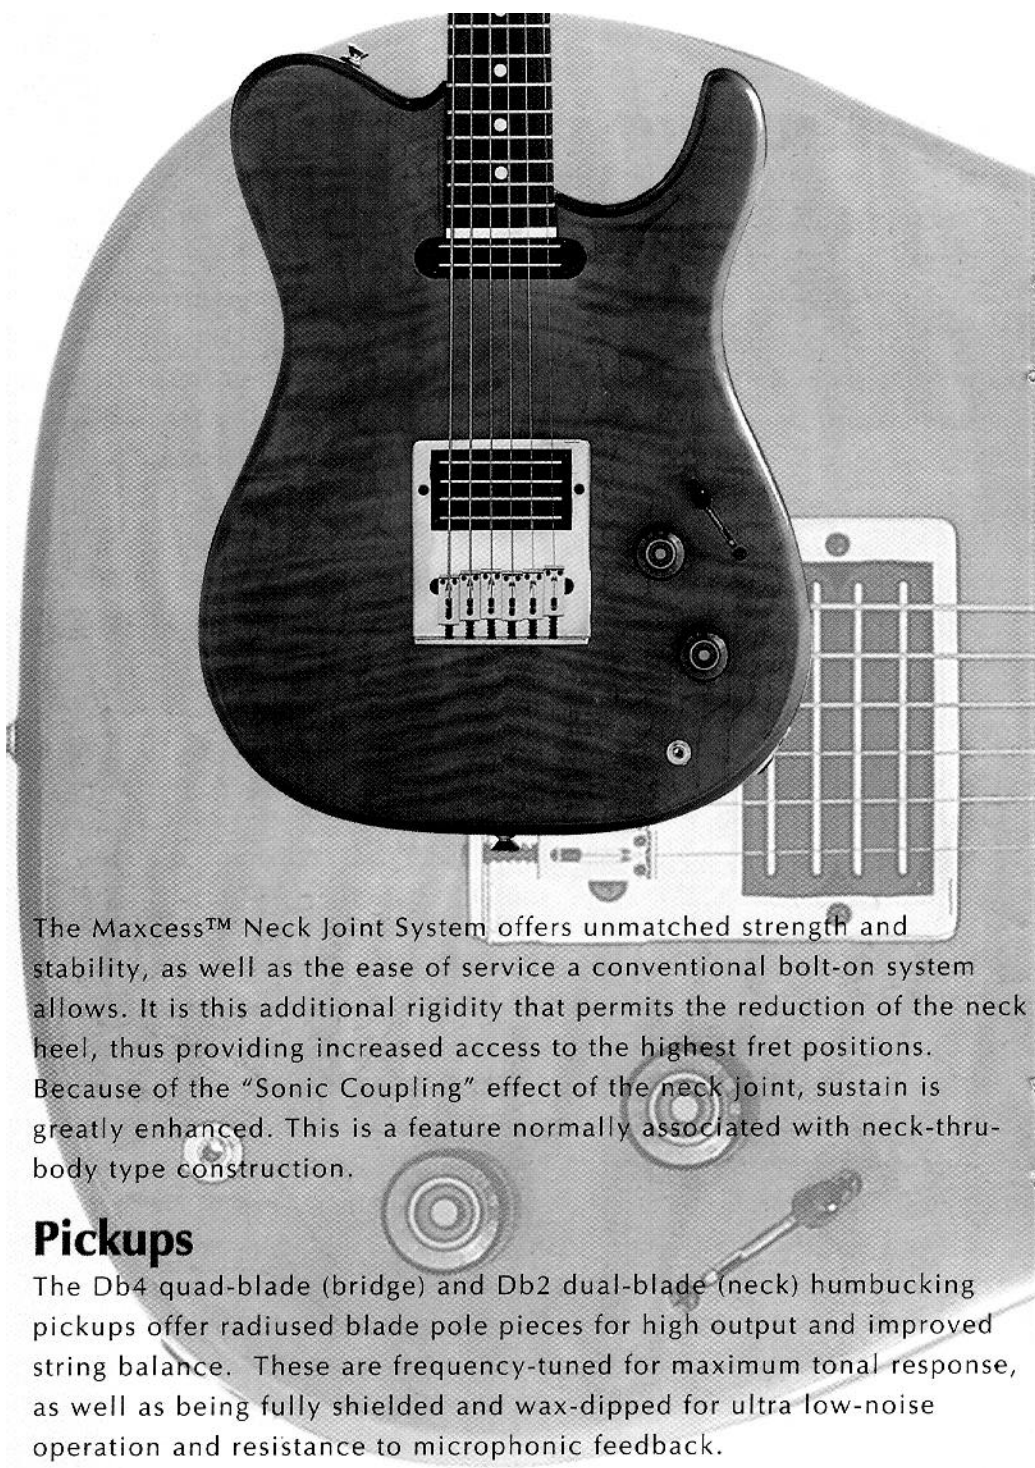 The Maxcess™ Neck Joint System offers unmatched strength and
stability, as well as the ease of service a conventional bolt-on system
allows. It is this additional rigidity that permits the reduction of the neck
heel, thus providing increased access to the highest fret positions.
Because of the “Sonic Coupling” effect of the neck joint, sustain is
greatly enhanced. This is a feature normally associated with neck-thru-
body type construction.
Pickups
The Db4 quad-blade (bridge) and Db2 dual-blade (neck) humbucking
pickups offer radiused blade pole pieces for high output and improved
string balance.  These are frequency-tuned for maximum tonal response,
as well as being fully shielded and wax-dipped for ultra low-noise
operation and resistance to microphonic feedback.